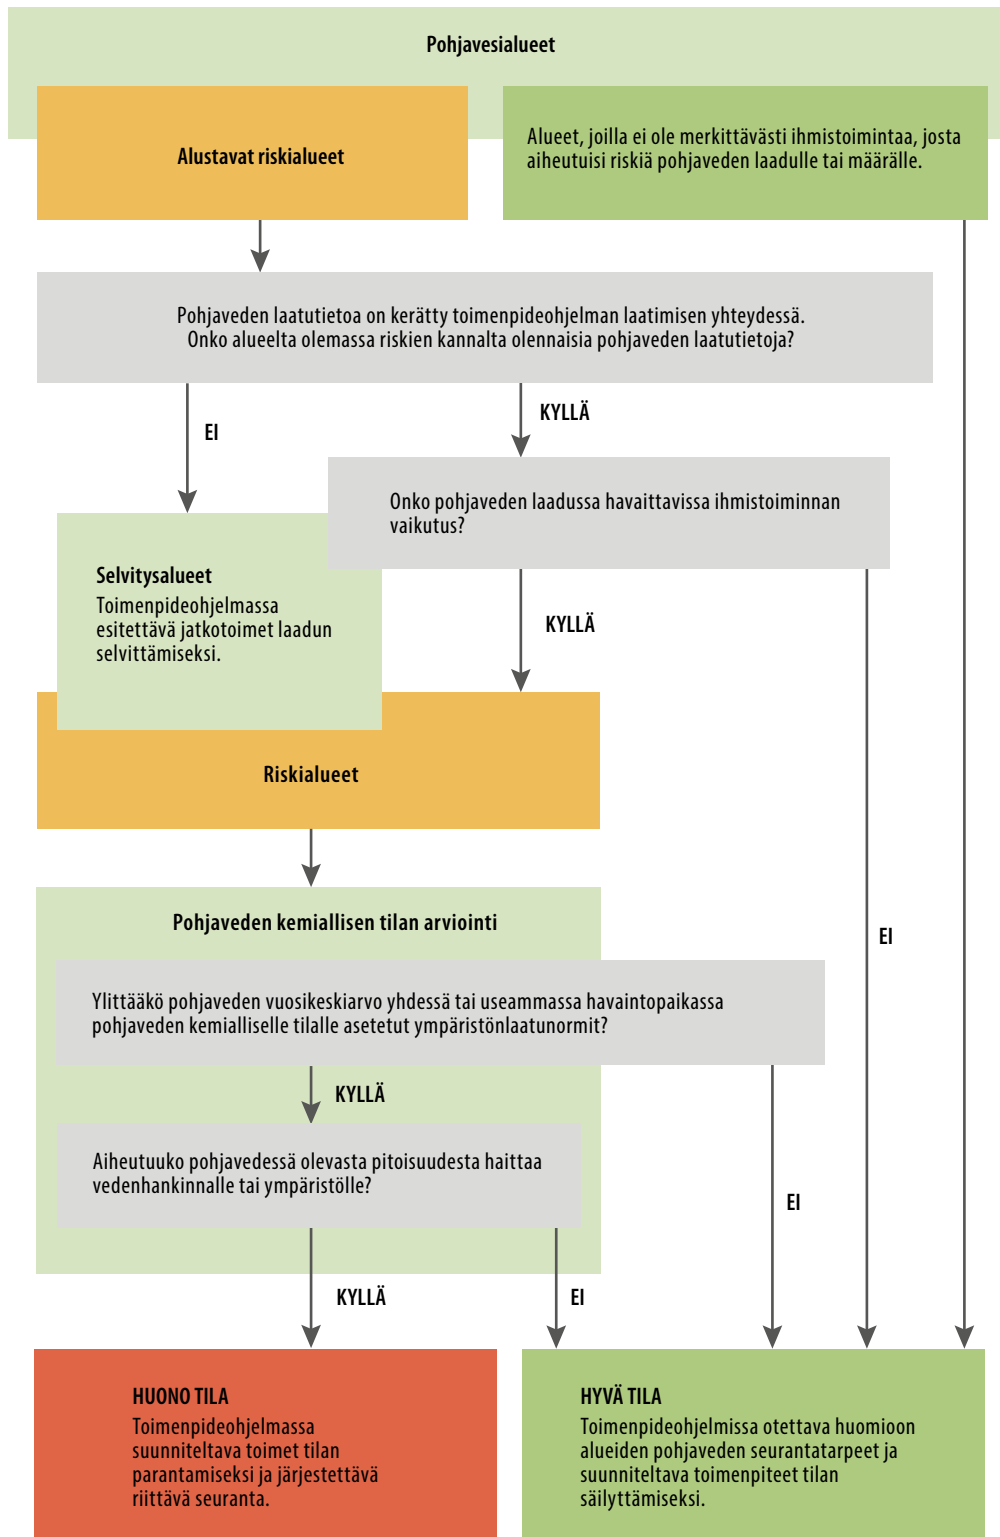 Pohjavesialueet
Alustavat riskialueet
Alueet, joilla ei ole merkittävästi ihmistoimintaa, josta
aiheutuisi riskiä pohjaveden laadulle tai määrälle.
Pohjaveden laatutietoa on kerätty toimenpideohjelman laatimisen yhteydessä.
Onko alueelta olemassa riskien kannalta olennaisia pohjaveden laatutietoja?
EI
KYLLÄ
Onko pohjaveden laadussa havaittavissa ihmistoiminnan
vaikutus?
Selvitysalueet
Toimenpideohjelmassa
esitettävä jatkotoimet laadun
selvittämiseksi.
KYLLÄ
Riskialueet
Pohjaveden kemiallisen tilan arviointi
EI
Ylittääkö pohjaveden vuosikeskiarvo yhdessä tai useammassa havaintopaikassa
pohjaveden kemialliselle tilalle asetetut ympäristönlaatunormit?
KYLLÄ
Aiheutuuko pohjavedessä olevasta pitoisuudesta haittaa
vedenhankinnalle tai ympäristölle?
EI
KYLLÄ
EI
HUONO TILA
Toimenpideohjelmassa
suunniteltava toimet tilan
parantamiseksi ja järjestettävä
riittävä seuranta.
HYVÄ TILA
Toimenpideohjelmissa otettava huomioon
alueiden pohjaveden seurantatarpeet ja
suunniteltava toimenpiteet tilan
säilyttämiseksi.